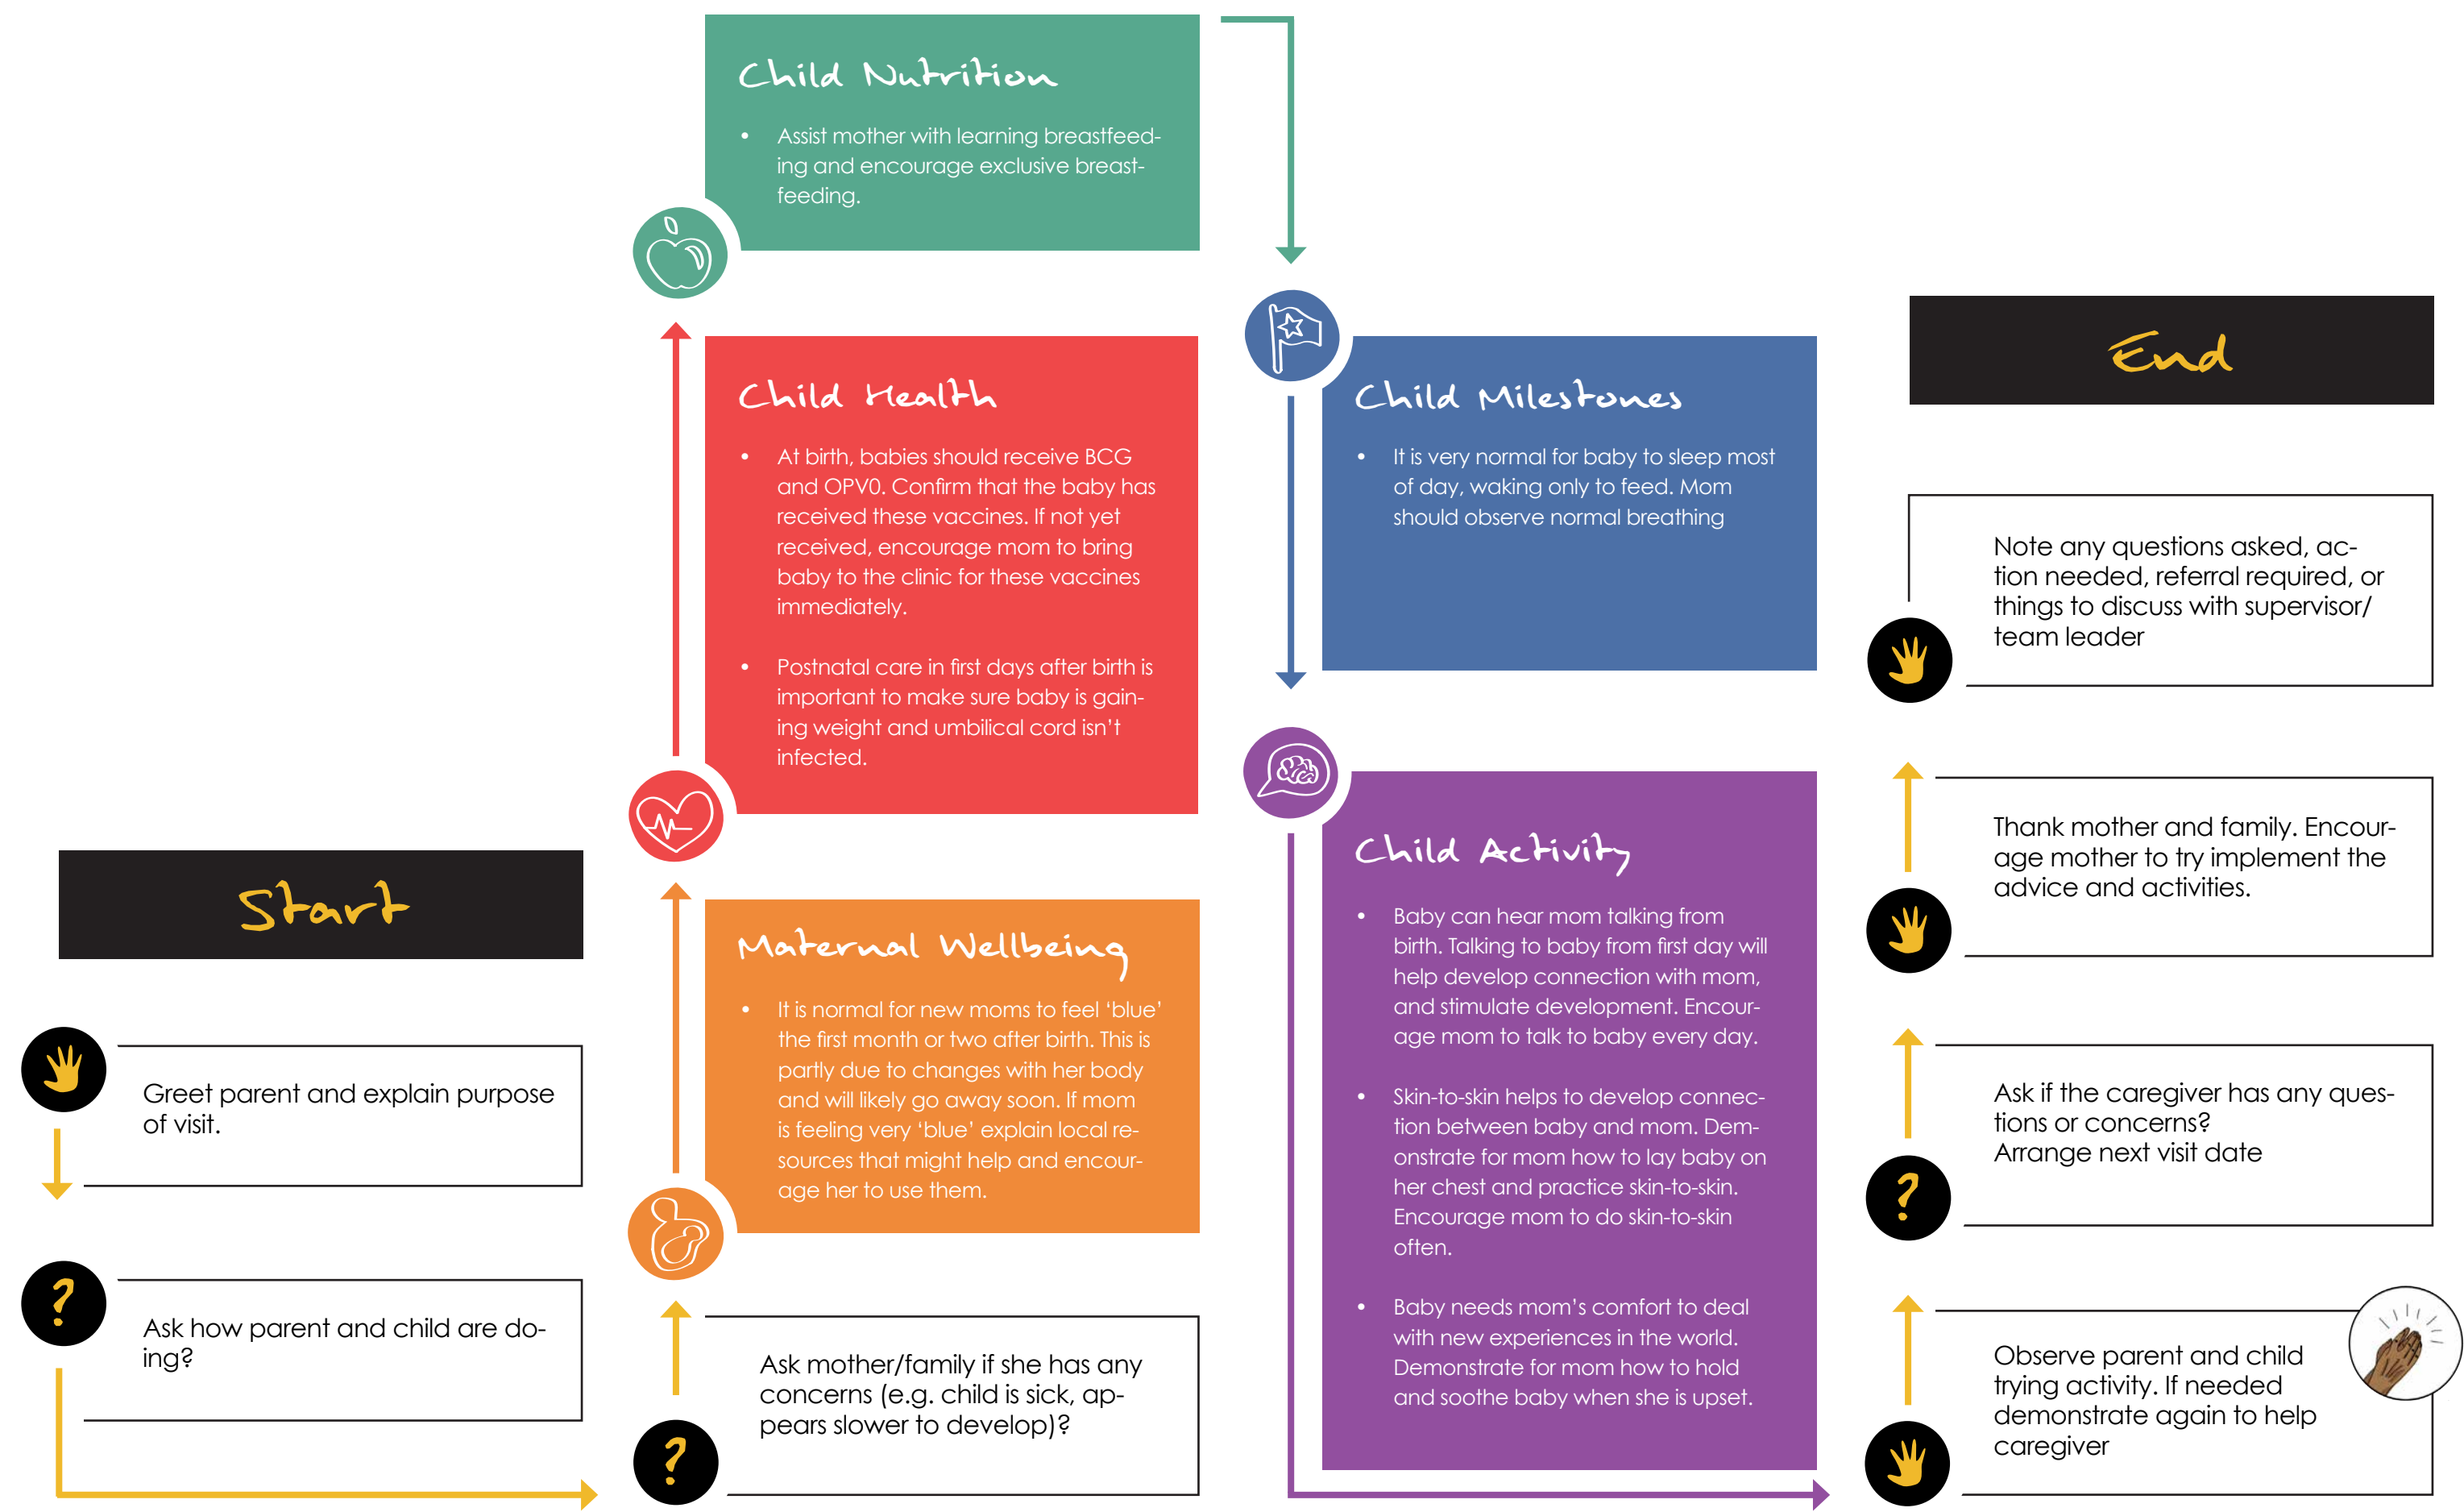 Start
Greet parent and explain purpose
of visit.
?
Ask how parent and child are do-
ing?
?
Ask mother/family if she has any
concerns (e.g. child is sick, ap-
pears slower to develop)?
Maternal Wellbeing
• It is normal for new moms to feel ‘blue’
the first month or two after birth. This is
partly due to changes with her body
and will likely go away soon. If mom
is feeling very ‘blue’ explain local re-
sources that might help and encour-
age her to use them.
Child Health
• At birth, babies should receive BCG
and OPV0. Confirm that the baby has
received these vaccines. If not yet
received, encourage mom to bring
baby to the clinic for these vaccines
immediately.
• Postnatal care in first days after birth is
important to make sure baby is gain-
ing weight and umbilical cord isn’t
infected.
Child Nutrition
• Assist mother with learning breastfeed-
ing and encourage exclusive breast-
feeding.
Child Milestones
• It is very normal for baby to sleep most
of day, waking only to feed. Mom
should observe normal breathing
Child Activity
• Baby can hear mom talking from
birth. Talking to baby from first day will
help develop connection with mom,
and stimulate development. Encour-
age mom to talk to baby every day.
• Skin-to-skin helps to develop connec-
tion between baby and mom. Dem-
onstrate for mom how to lay baby on
her chest and practice skin-to-skin.
Encourage mom to do skin-to-skin
often.
• Baby needs mom’s comfort to deal
with new experiences in the world.
Demonstrate for mom how to hold
and soothe baby when she is upset.
Observe parent and child
trying activity. If needed
demonstrate again to help
caregiver
?
Ask if the caregiver has any ques-
tions or concerns?
Arrange next visit date
Thank mother and family. Encour-
age mother to try implement the
advice and activities.
Note any questions asked, ac-
tion needed, referral required, or
things to discuss with supervisor/
team leader
End